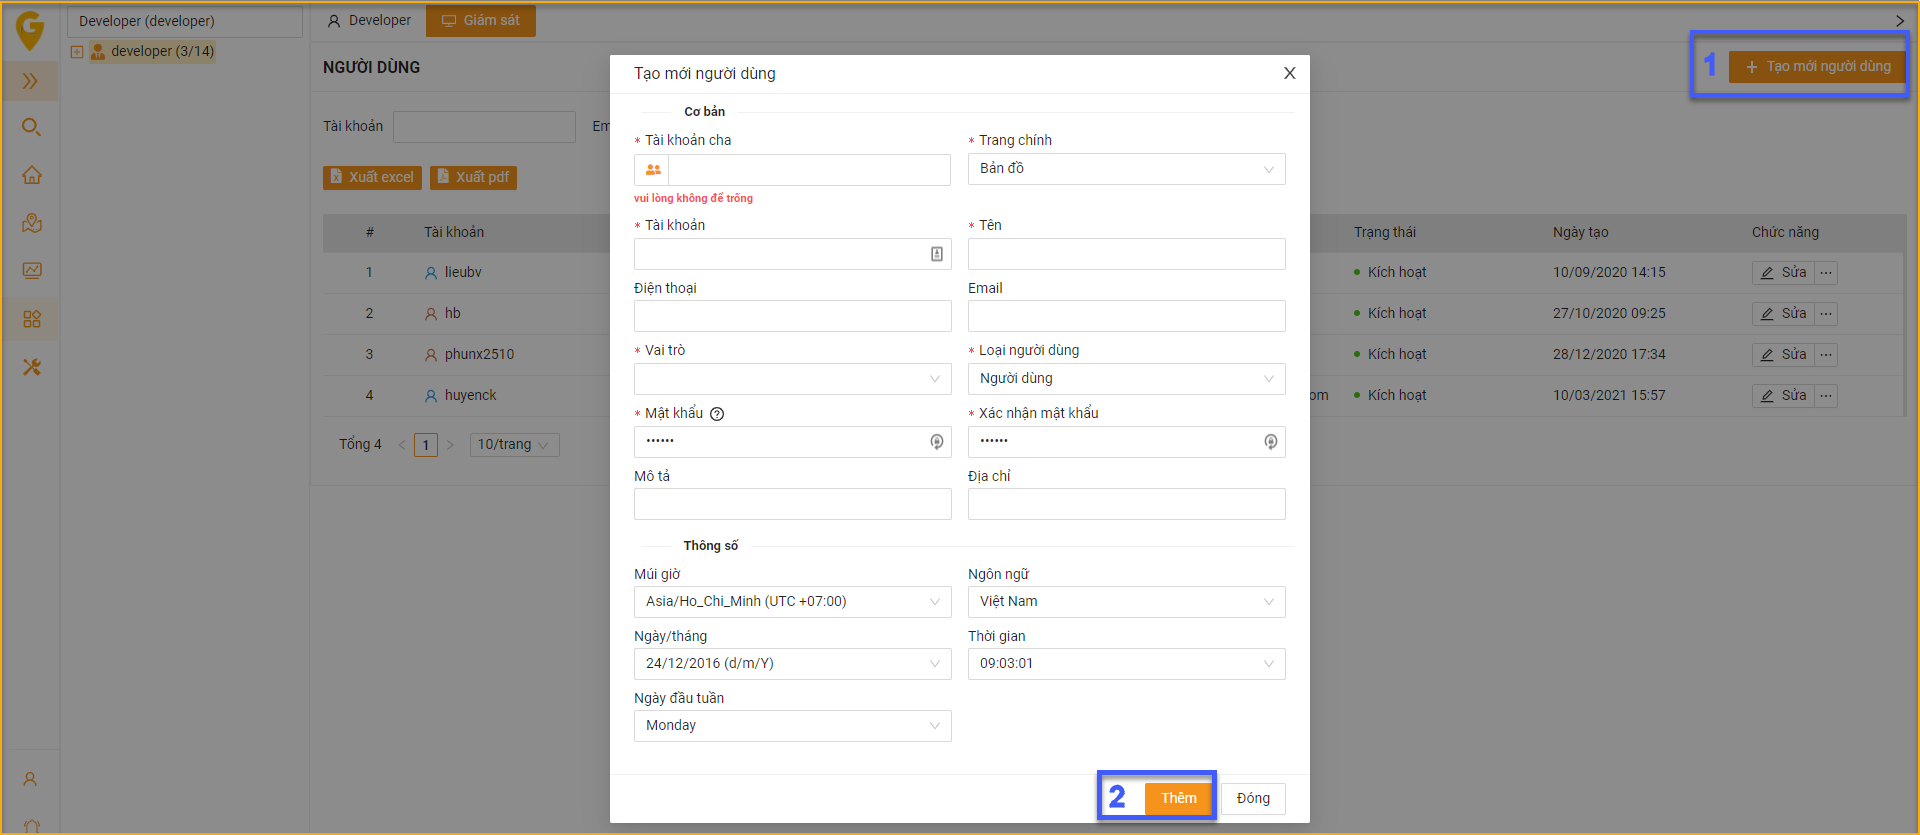 Developer (developer)
developer (3/14)
Developer
Giám sát
NGƯỜI DÙNG
1
+ Tạo mới người dùng
Tài khoản
Em
Xuất excel
Xuất pdf
# Tài khoản Trạng thái Ngày tạo Chức năng
1 lieubv Kích hoạt 10/09/2020 14:15 Sửa ...
2 hb Kích hoạt 27/10/2020 09:25 Sửa ...
3 phunx2510 Kích hoạt 28/12/2020 17:34 Sửa ...
4 huyenck om Kích hoạt 10/03/2021 15:57 Sửa ...
Tổng 4 < 1 > 10/trang
Tạo mới người dùng X
Cơ bản
* Tài khoản cha * Trang chính
Bản đồ
vui lòng không để trống
* Tài khoản * Tên
Điện thoại Email
* Vai trò * Loại người dùng
Người dùng
* Mật khẩu ? * Xác nhận mật khẩu
•••••• ••••••
Mô tả Địa chỉ
Thông số
Múi giờ Ngôn ngữ
Asia/Ho_Chi_Minh (UTC +07:00) Việt Nam
Ngày/tháng Thời gian
24/12/2016 (d/m/Y) 09:03:01
Ngày đầu tuần
Monday
2 Thêm Đóng